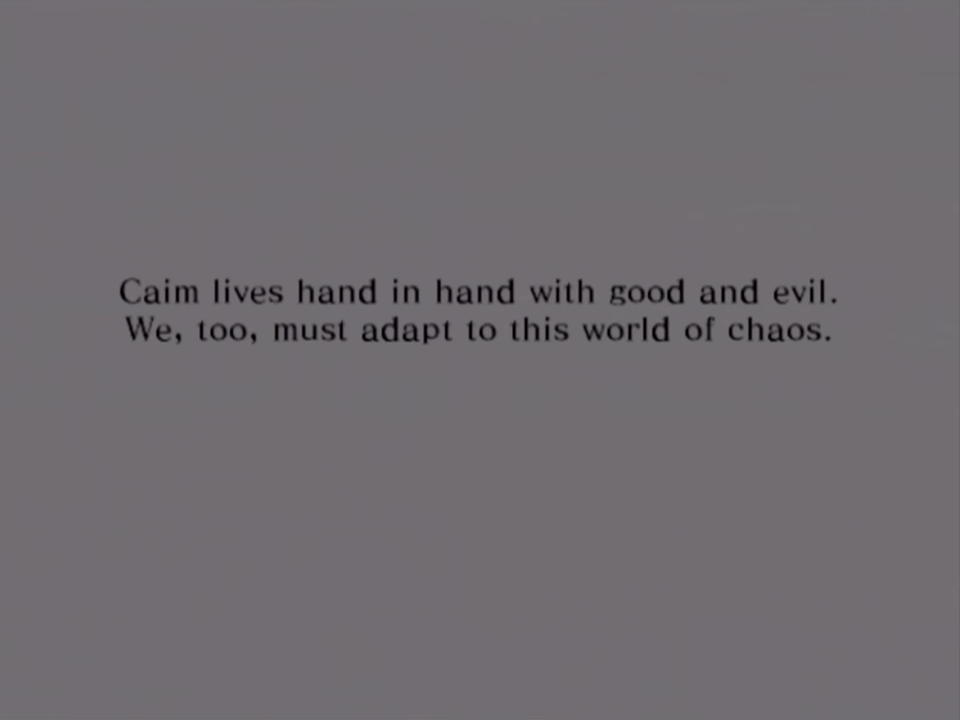 Caim lives hand in hand with good and evil.
We, too, must adapt to this world of chaos.